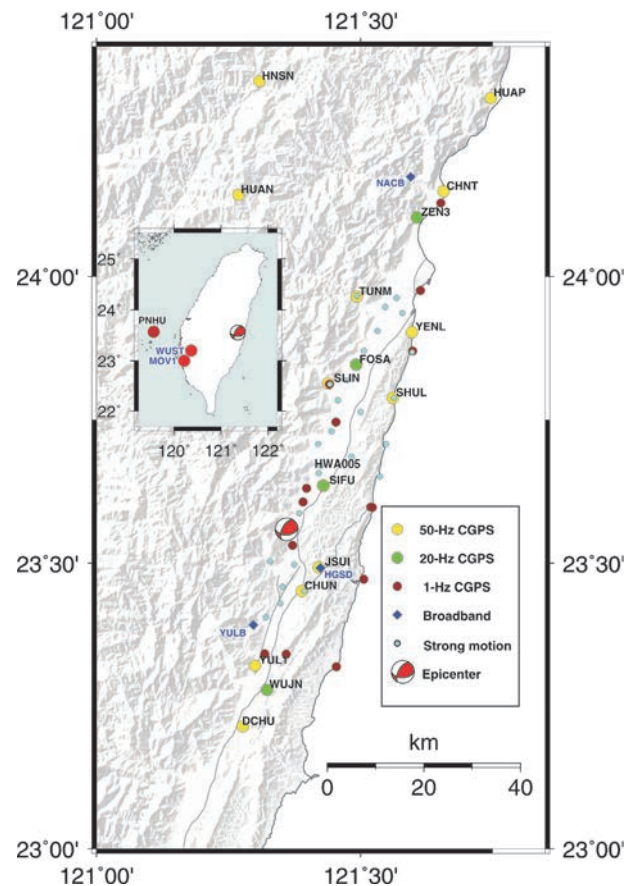 121˚00' 121˚30'
HNSN
HUAP
NACB
HUAN
CHNT
ZEN3
24˚00' 24˚00'
25˚
24˚
23˚
22˚
120˚ 121˚ 122˚
PNHU
WUST
MOV1
TUNM
YENL
FOSA
SLIN
SHUL
HWA005
SIFU
23˚30' 23˚30'
JSUI
HGSD
CHUN
YULB
YUL1
WUJN
DCHU
50-Hz CGPS
20-Hz CGPS
1-Hz CGPS
Broadband
Strong motion
Epicenter
km
0 20 40
23˚00' 23˚00'
121˚00' 121˚30'